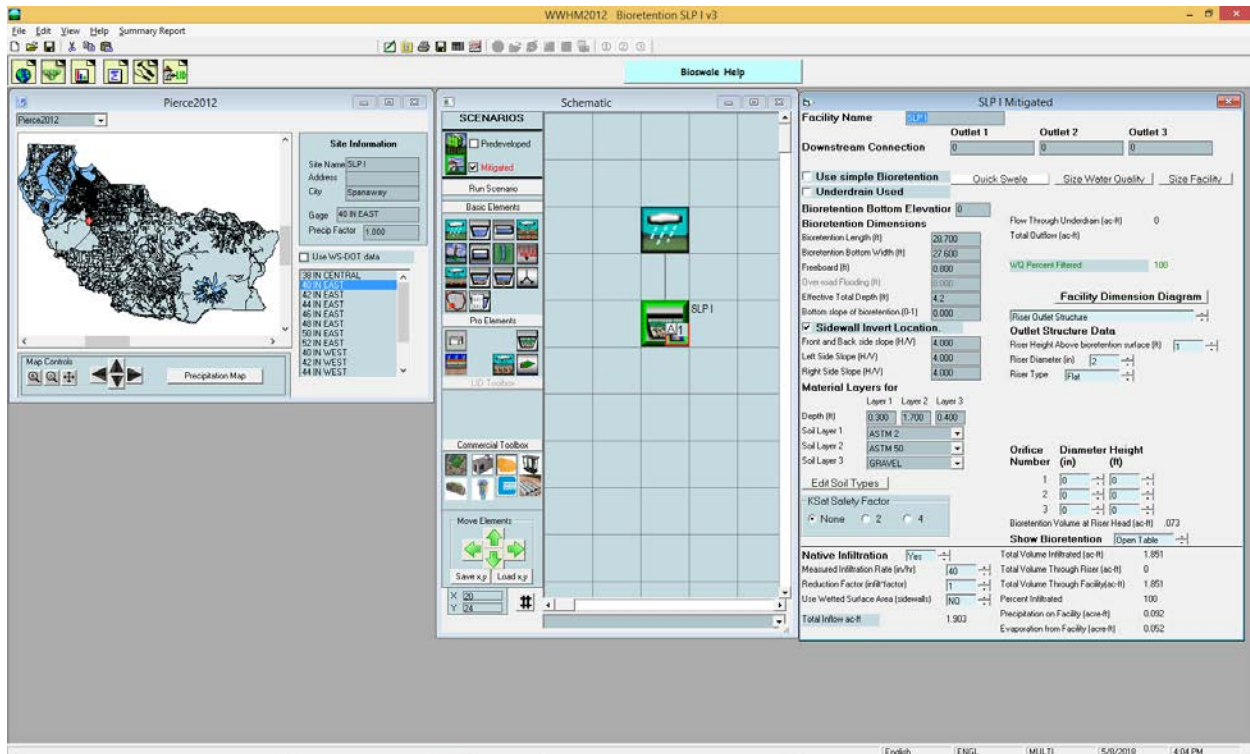 WWHM2012 Bioretention SLP I v3
File Edit View Help Summary Report
Bioswale Help
Pierce2012
Pierce2012
Site Information
Site Name SLP I
Address
City Spanaway
Gage 40 IN EAST
Precip Factor 1.000
Use WS-DOT data
38 IN CENTRAL
40 IN EAST
42 IN EAST
44 IN EAST
46 IN EAST
48 IN EAST
50 IN EAST
52 IN EAST
40 IN WEST
42 IN WEST
44 IN WEST
Map Controls
Precipitation Map
Schematic
SCENARIOS
Predeveloped
Mitigated
Run Scenario
Basic Elements
Pro Elements
LID Toolbox
Commercial Toolbox
Move Elements
Save x,y Load x,y
X 20
Y 24
#
SLP I
A 1
SLP I Mitigated
Facility Name SLP I
Outlet 1 Outlet 2 Outlet 3
Downstream Connection 0 0 0
Use simple Bioretention Quick Swale Size Water Quality Size Facility
Underdrain Used
Bioretention Bottom Elevation 0
Bioretention Dimensions
Bioretention Length (ft) 28.700
Bioretention Bottom Width (ft) 27.600
Freeboard (ft) 0.800
Over-road Flooding (ft) 0.000
Effective Total Depth (ft) 4.2
Bottom slope of bioretention.(0-1) 0.000
Sidewall Invert Location.
Front and Back side slope (H/V) 4.000
Left Side Slope (H/V) 4.000
Right Side Slope (H/V) 4.000
Material Layers for
Layer 1 Layer 2 Layer 3
Depth (ft) 0.300 1.700 0.400
Soil Layer 1 ASTM 2
Soil Layer 2 ASTM 50
Soil Layer 3 GRAVEL
Edit Soil Types
KSat Safety Factor
None 2 4
Flow Through Underdrain (ac-ft) 0
Total Outflow (ac-ft)
WQ Percent Filtered 100
Facility Dimension Diagram
Riser Outlet Structure
Outlet Structure Data
Riser Height Above bioretention surface (ft) 1
Riser Diameter (in) 2
Riser Type Flat
Orifice Diameter Height
Number (in) (ft)
1 0 0
2 0 0
3 0 0
Bioretention Volume at Riser Head (ac-ft) .073
Show Bioretention Open Table
Native Infiltration Yes
Measured Infiltration Rate (in/hr) 40
Reduction Factor (infilt*factor) 1
Use Wetted Surface Area (sidewalls) NO
Total Inflow ac-ft 1.903
Total Volume Infiltrated (ac-ft) 1.851
Total Volume Through Riser (ac-ft) 0
Total Volume Through Facility(ac-ft) 1.851
Percent Infiltrated 100
Precipitation on Facility (acre-ft) 0.092
Evaporation from Facility (acre-ft) 0.052
English ENGL MULTI 5/8/2018 4:04 PM